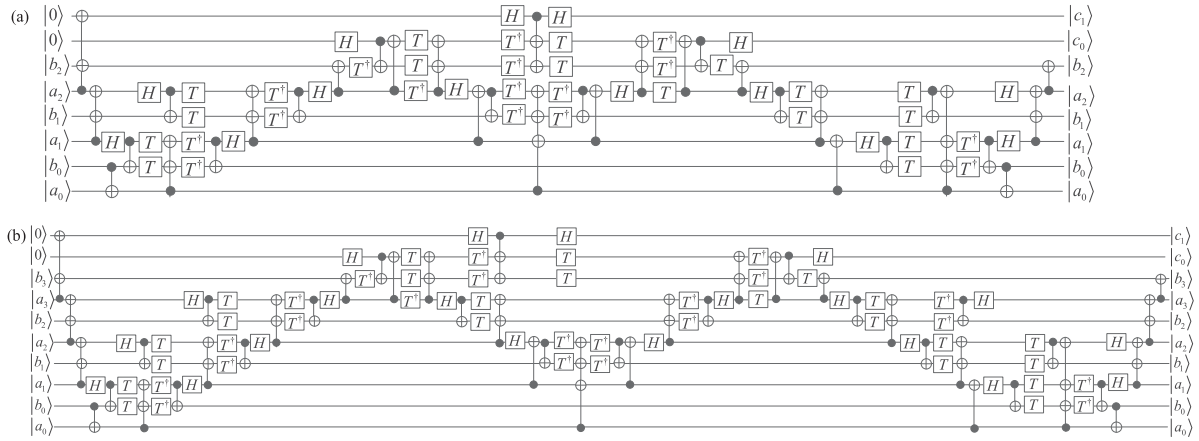 (a)
|0⟩ H H |c₁⟩
|0⟩ H T T† T T† H |c₀⟩
|b₂⟩ T† T T† T T |b₂⟩
|a₂⟩ H T T† H T† H T† T† H T H T T H |a₂⟩
|b₁⟩ T T† T† T† T T |b₁⟩
|a₁⟩ H T T† H H T T† H |a₁⟩
|b₀⟩ T T† T T† |b₀⟩
|a₀⟩ |a₀⟩
(b)
|0⟩ H H |c₁⟩
|0⟩ H T T† T T† H |c₀⟩
|b₃⟩ T† T T† T T |b₃⟩
|a₃⟩ H T T† H T† H T T† H T H T T† H |a₃⟩
|b₂⟩ T T† T T† T T† |b₂⟩
|a₂⟩ H T H H T† T† H H T T H |a₂⟩
|b₁⟩ T T† T† T† T T |b₁⟩
|a₁⟩ H T T† H H T T† H |a₁⟩
|b₀⟩ T T† T T† |b₀⟩
|a₀⟩ |a₀⟩